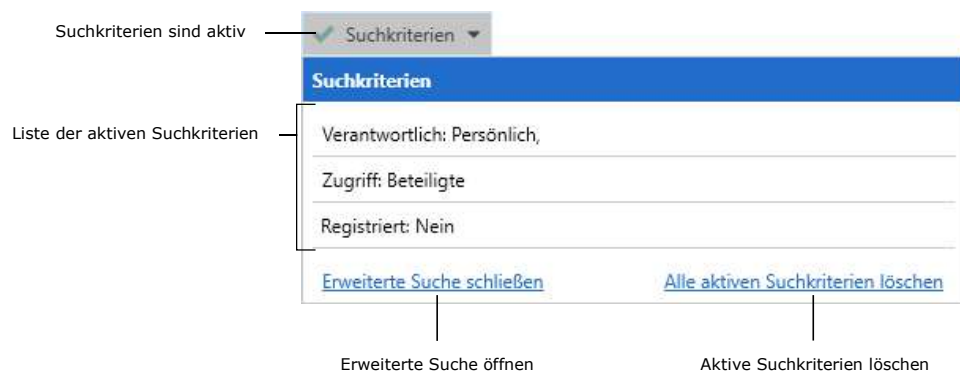 Suchkriterien sind aktiv
Suchkriterien
Suchkriterien
Liste der aktiven Suchkriterien
Verantwortlich: Persönlich,
Zugriff: Beteiligte
Registriert: Nein
Erweiterte Suche schließen
Alle aktiven Suchkriterien löschen
Erweiterte Suche öffnen
Aktive Suchkriterien löschen